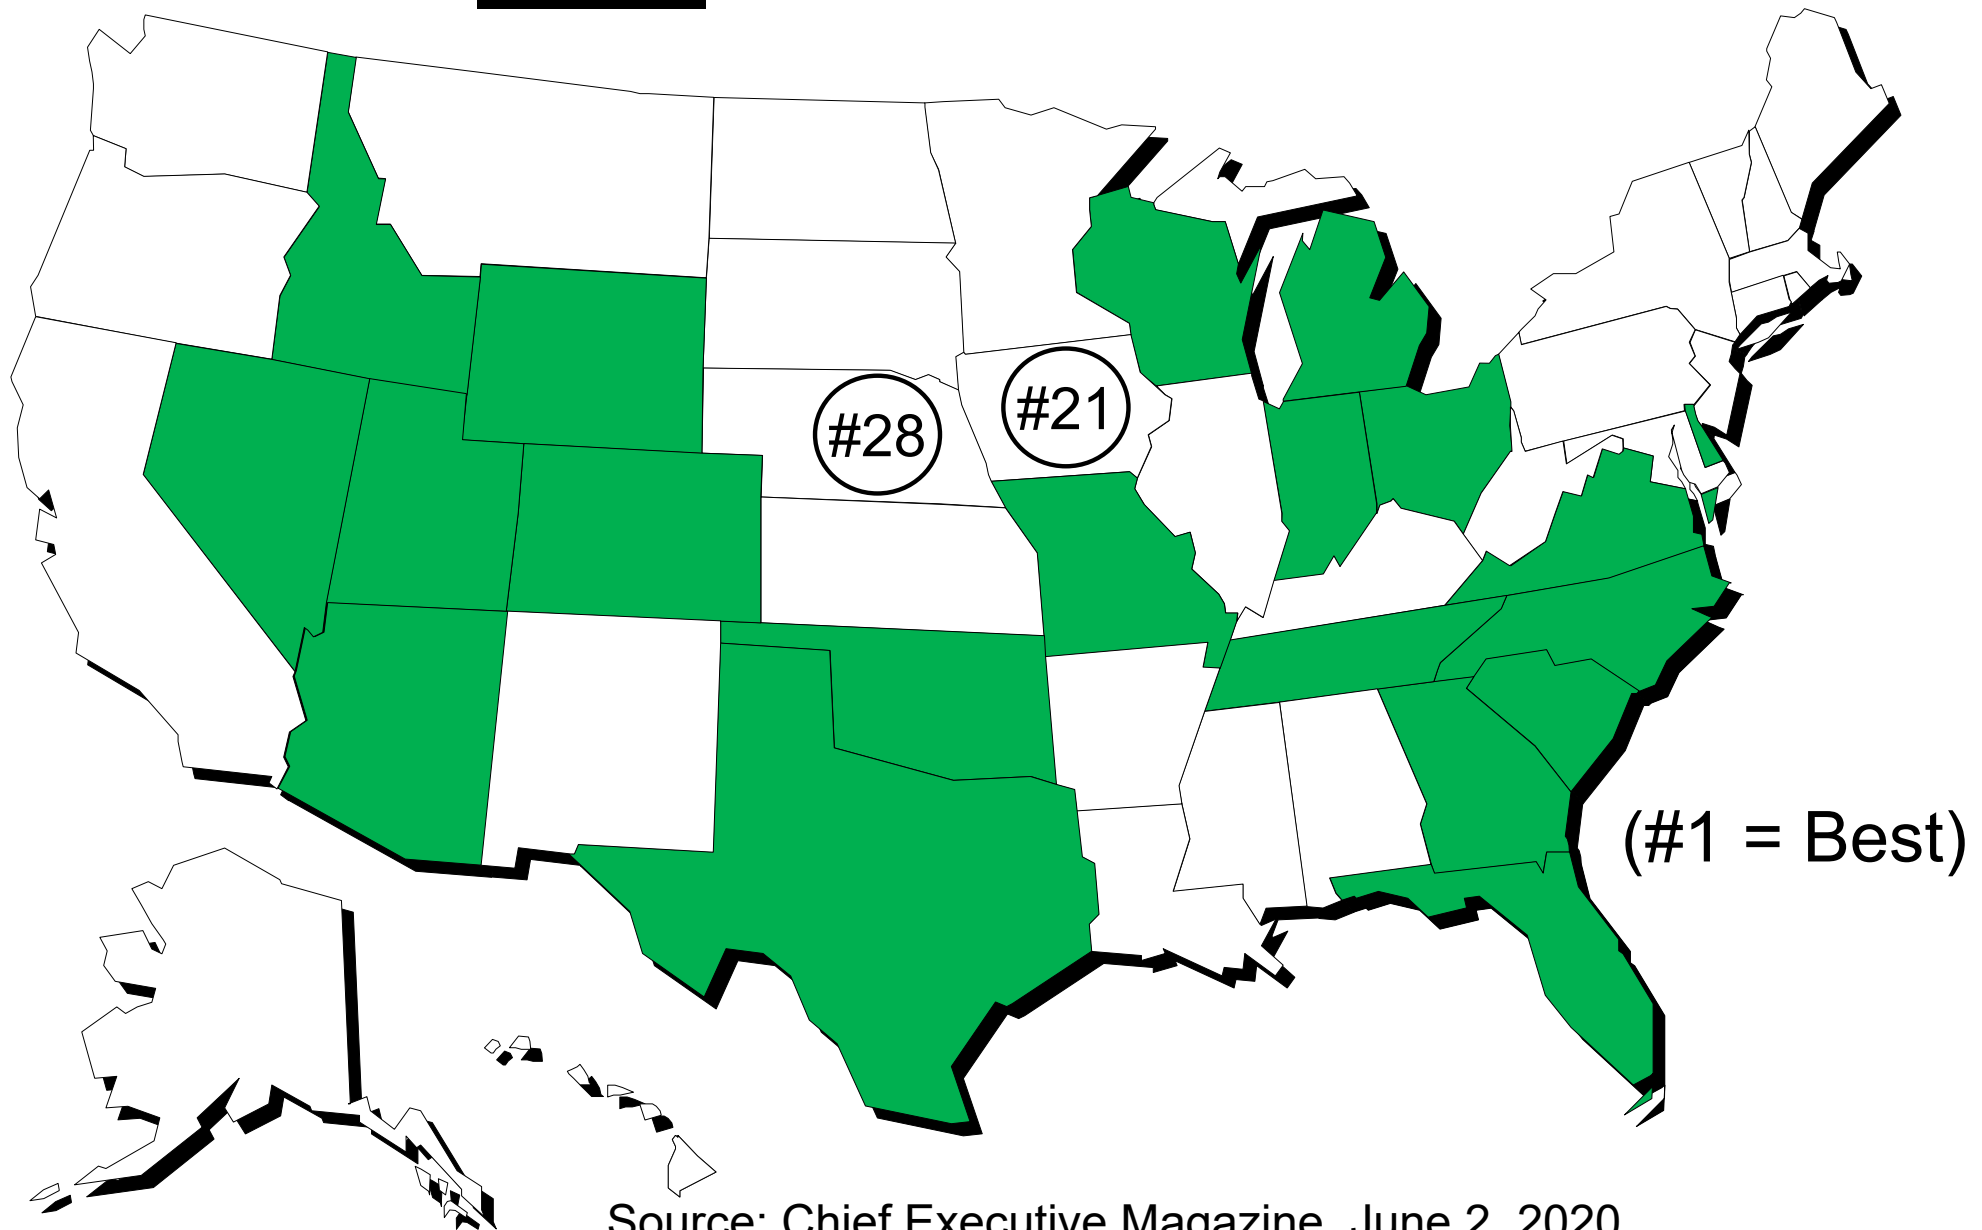 #21
#28
(#1 = Best)
Source: Chief Executive Magazine, June 2, 2020